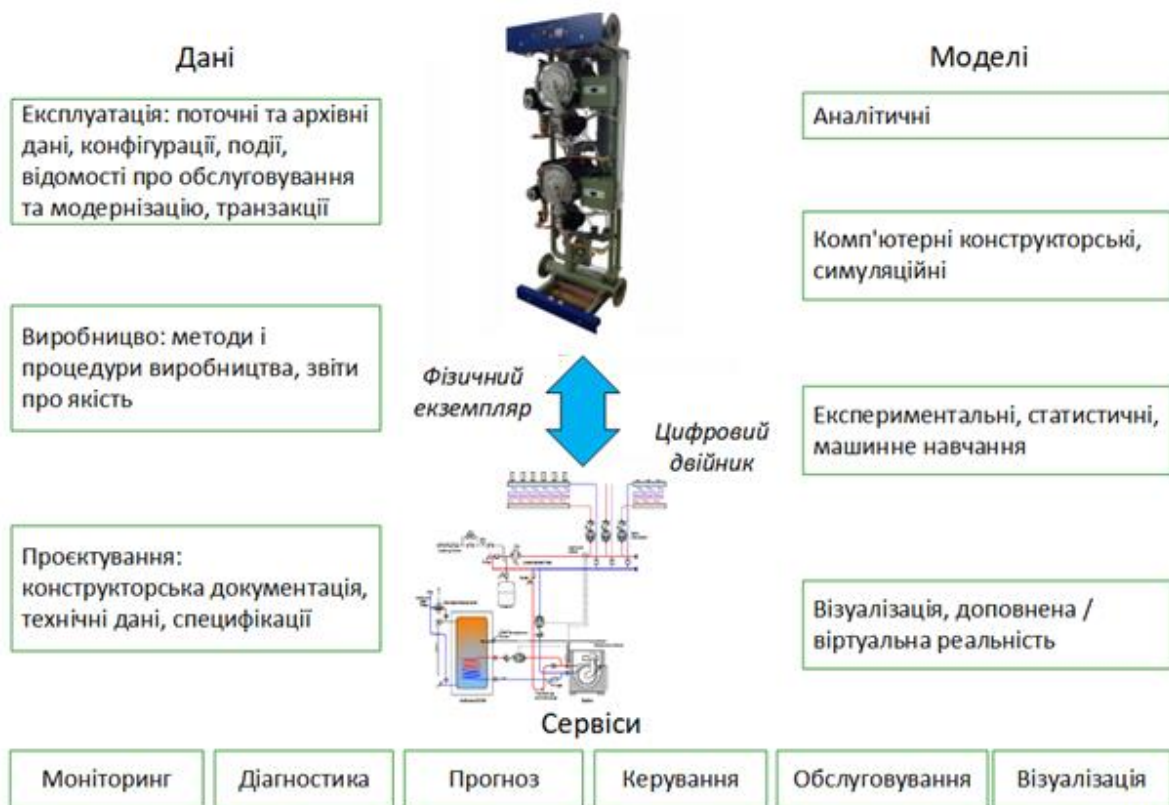 Дані
Експлуатація: поточні та архівні
дані, конфігурації, події,
відомості про обслуговування
та модернізацію, транзакції
Виробницво: методи і
процедури виробництва, звіти
про якість
Проєктування:
конструкторська документація,
технічні дані, специфікації
Фізичний
екземпляр
Цифровий
двійник
Моделі
Аналітичні
Комп'ютерні конструкторські,
симуляційні
Експериментальні, статистичні,
машинне навчання
Візуалізація, доповнена /
віртуальна реальність
Сервіси
Моніторинг
Діагностика
Прогноз
Керування
Обслуговування
Візуалізація